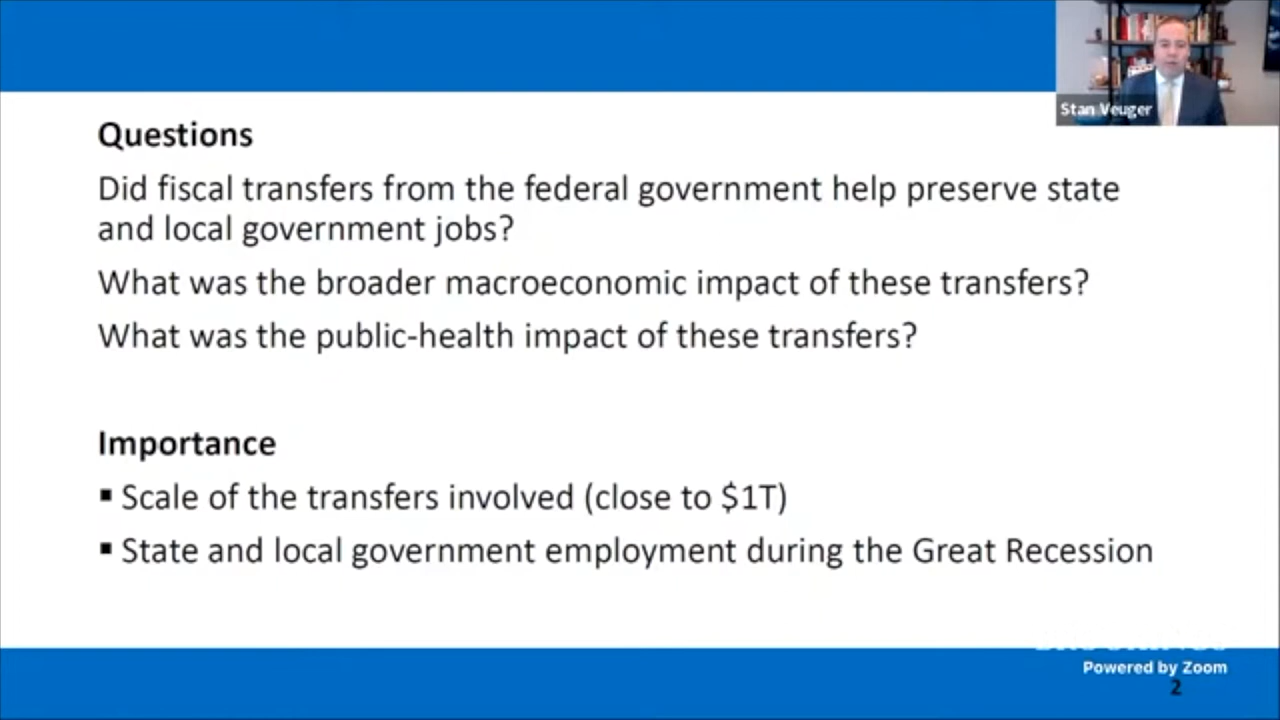 Stan Veuger
Questions
Did fiscal transfers from the federal government help preserve state
and local government jobs?
What was the broader macroeconomic impact of these transfers?
What was the public-health impact of these transfers?
Importance
▪ Scale of the transfers involved (close to $1T)
▪ State and local government employment during the Great Recession
Powered by Zoom
2